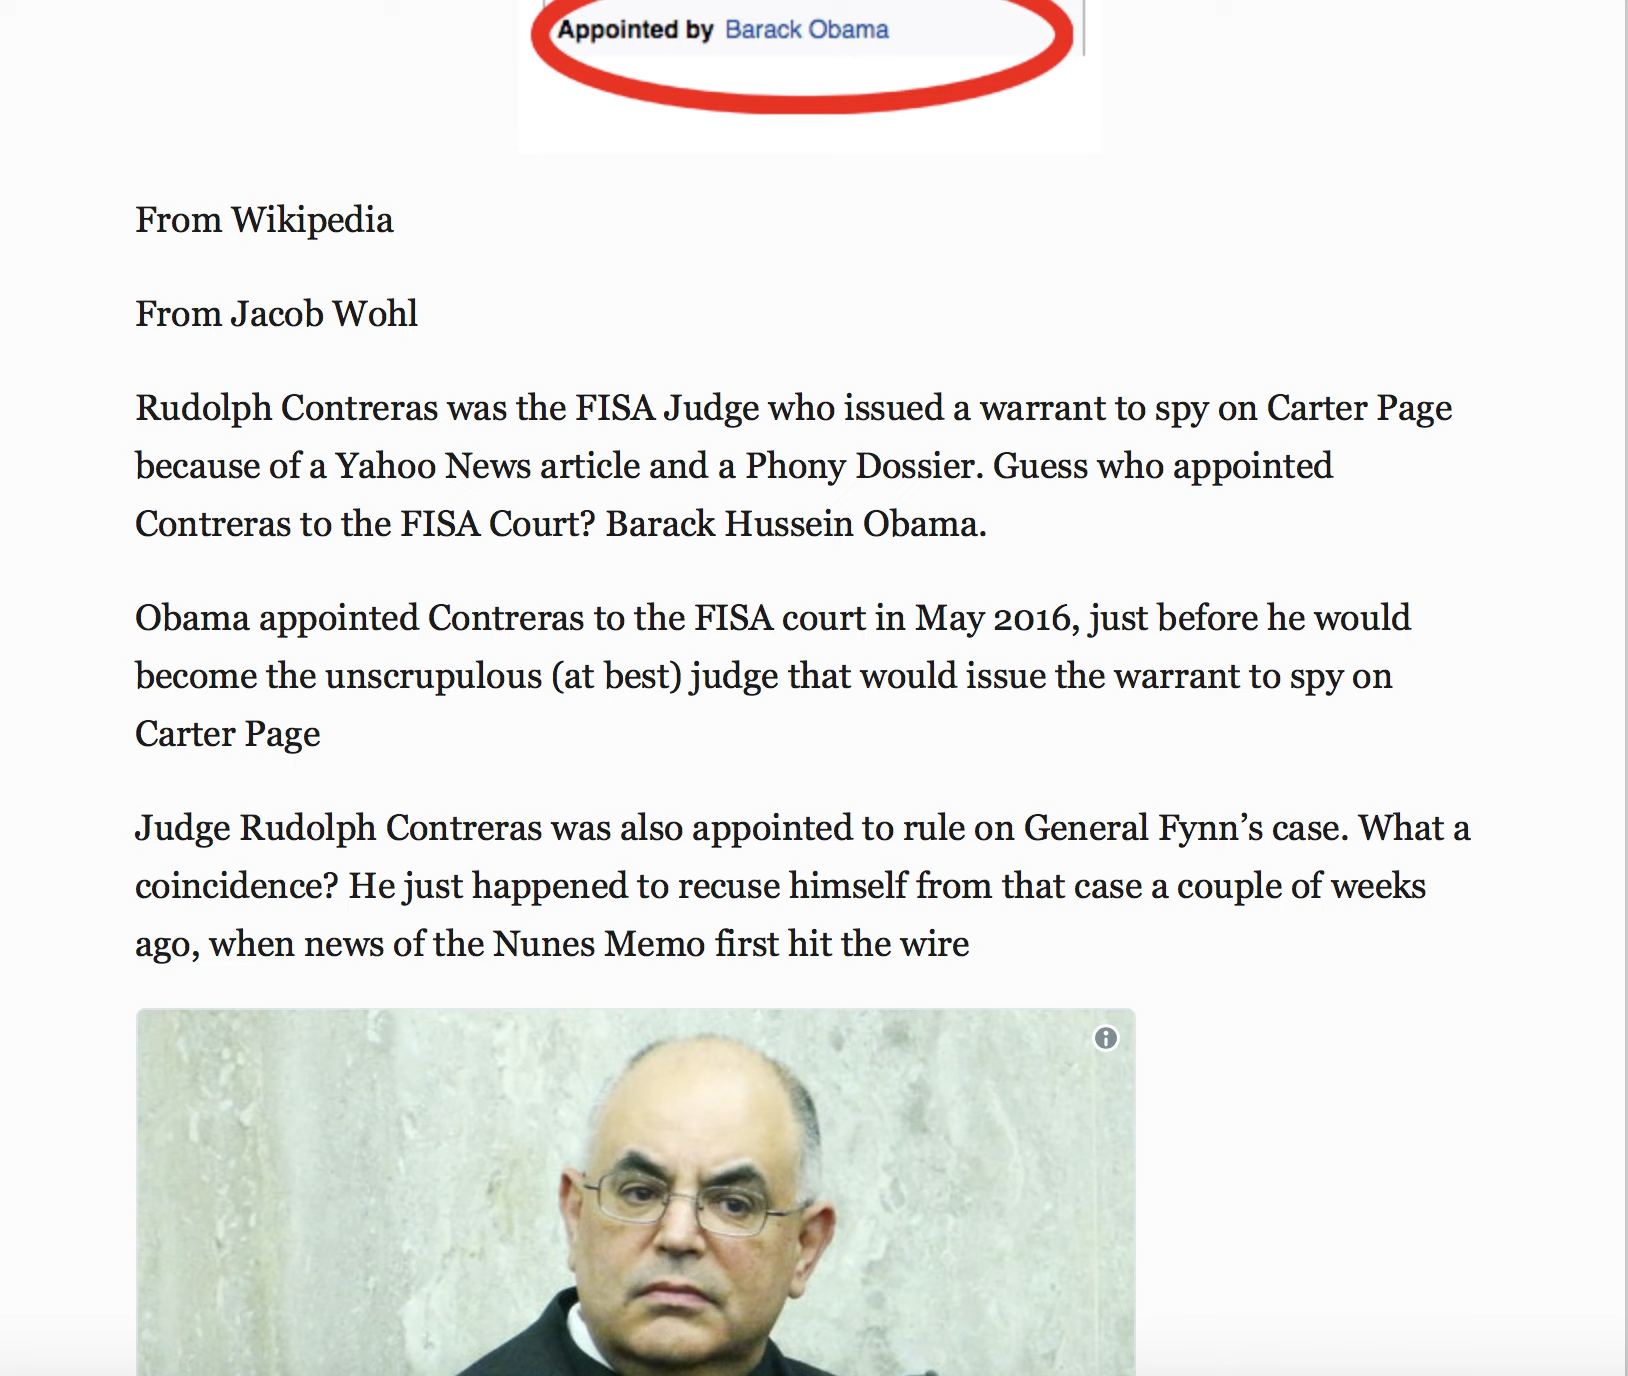 Appointed by Barack Obama
From Wikipedia
From Jacob Wohl
Rudolph Contreras was the FISA Judge who issued a warrant to spy on Carter Page
because of a Yahoo News article and a Phony Dossier. Guess who appointed
Contreras to the FISA Court? Barack Hussein Obama.
Obama appointed Contreras to the FISA court in May 2016, just before he would
become the unscrupulous (at best) judge that would issue the warrant to spy on
Carter Page
Judge Rudolph Contreras was also appointed to rule on General Fynn’s case. What a
coincidence? He just happened to recuse himself from that case a couple of weeks
ago, when news of the Nunes Memo first hit the wire